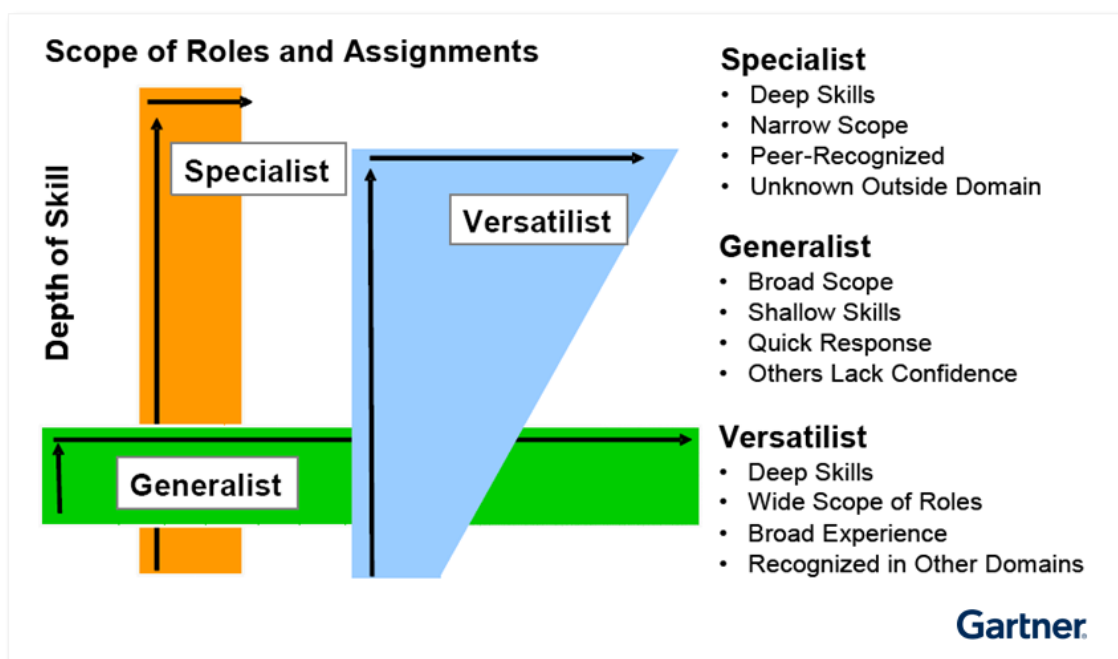 Scope of Roles and Assignments
Depth of Skill
Specialist
Versatilist
Generalist
Specialist
• Deep Skills
• Narrow Scope
• Peer-Recognized
• Unknown Outside Domain
Generalist
• Broad Scope
• Shallow Skills
• Quick Response
• Others Lack Confidence
Versatilist
• Deep Skills
• Wide Scope of Roles
• Broad Experience
• Recognized in Other Domains
Gartner®